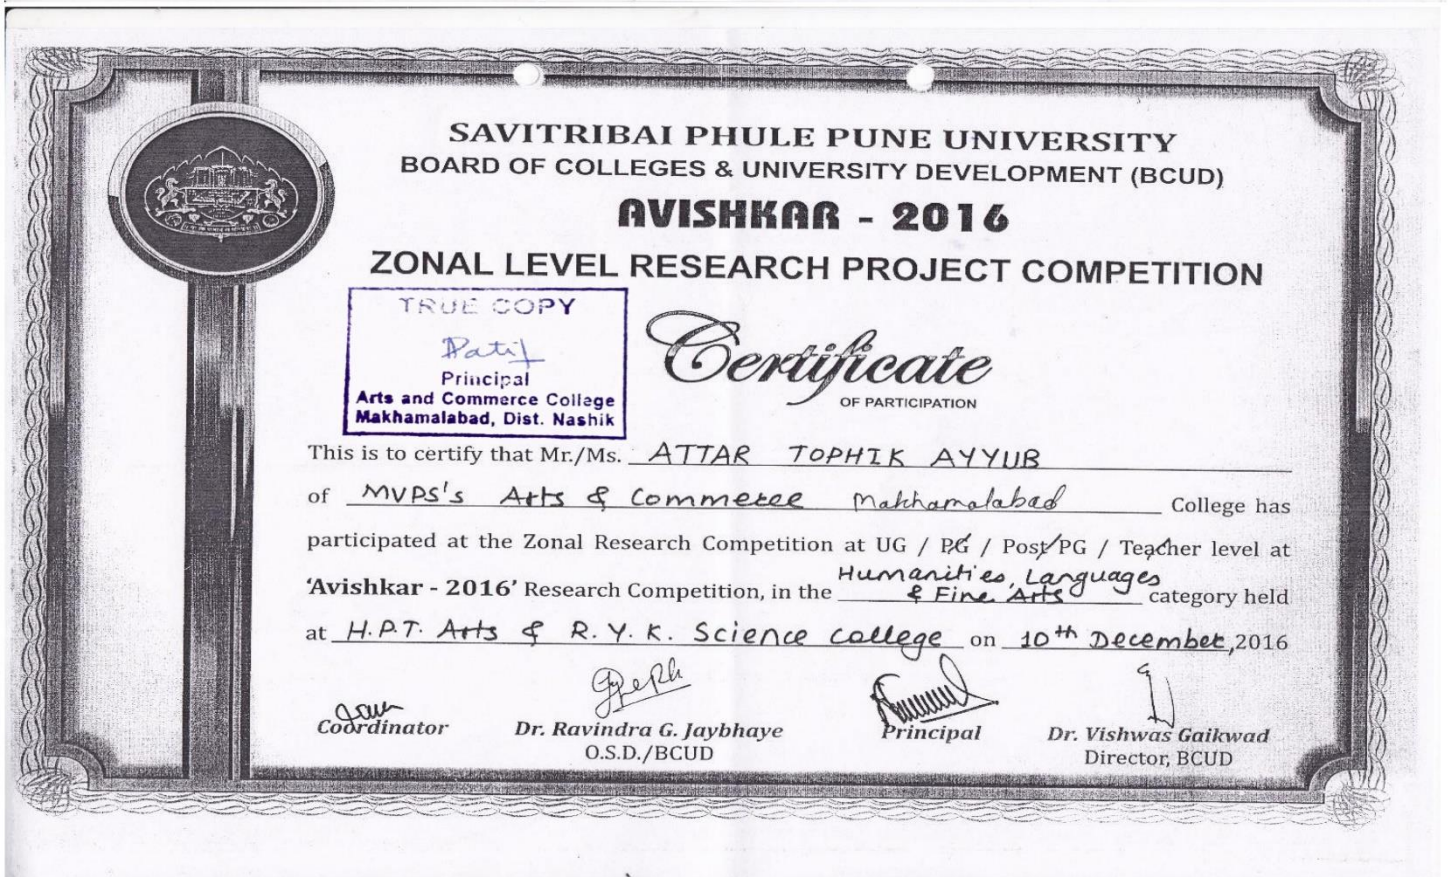 SAVITRIBAI PHULE PUNE UNIVERSITY
BOARD OF COLLEGES & UNIVERSITY DEVELOPMENT (BCUD)
AVISHKAR - 2016
ZONAL LEVEL RESEARCH PROJECT COMPETITION
TRUE COPY
Patil
Principal
Arts and Commerce College
Makhamalabad, Dist. Nashik
Certificate
OF PARTICIPATION
This is to certify that Mr./Ms. ATTAR TOPHIK AYYUB
of MVPS's Arts & Commerce Makhamalabad College has
participated at the Zonal Research Competition at UG / PG / Post PG / Teacher level at
'Avishkar - 2016' Research Competition, in the Humanities, Languages & Fine Arts category held
at H.P.T. Arts & R. Y. K. Science college on 10th December, 2016
Coordinator
Dr. Ravindra G. Jaybhaye
O.S.D./BCUD
Principal
Dr. Vishwas Gaikwad
Director, BCUD